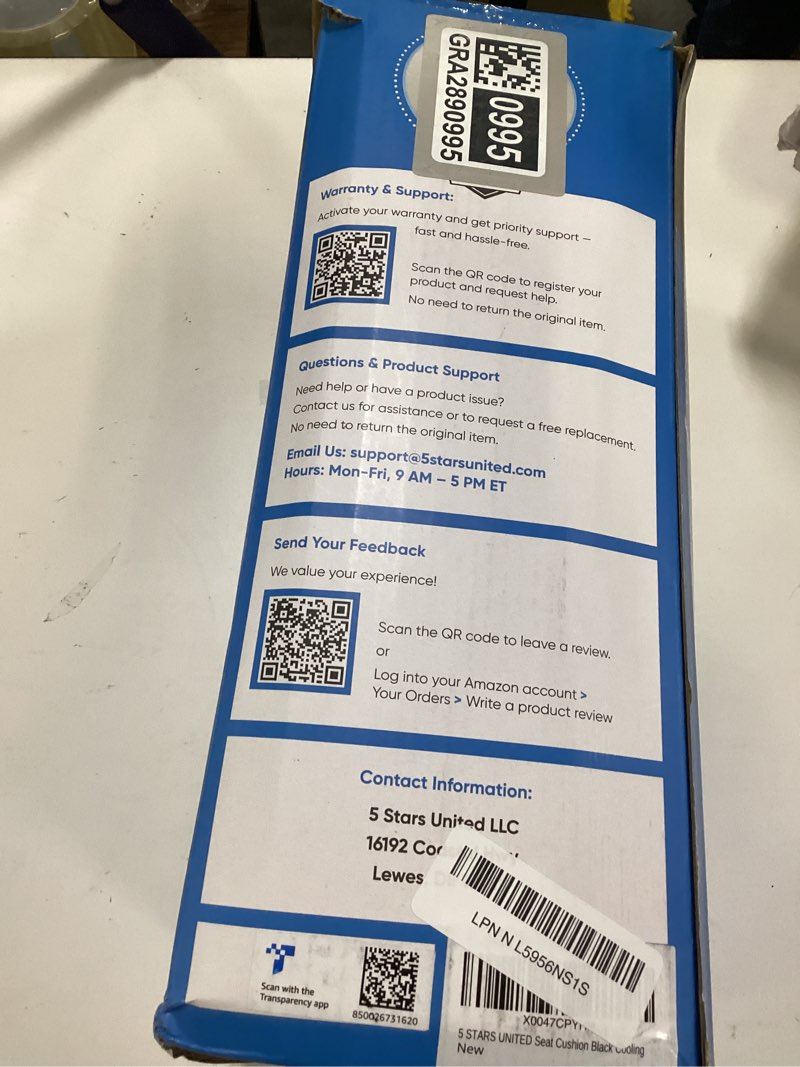 GRA2890995
0995
Warranty & Support:
Activate your warranty and get priority support –
fast and hassle-free.
Scan the QR code to register your
product and request help.
No need to return the original item.
Questions & Product Support
Need help or have a product issue?
Contact us for assistance or to request a free replacement.
No need to return the original item.
Email Us: support@5starsunited.com
Hours: Mon-Fri, 9 AM – 5 PM ET
Send Your Feedback
We value your experience!
Scan the QR code to leave a review.
or
Log into your Amazon account >
Your Orders > Write a product review
Contact Information:
5 Stars United LLC
16192
Lewes
LPN N L5956NS1S
Scan with the
Transparency app
850026731620
X0047CPY
5 STARS UNITED Seat Cushion Black Cooling
New